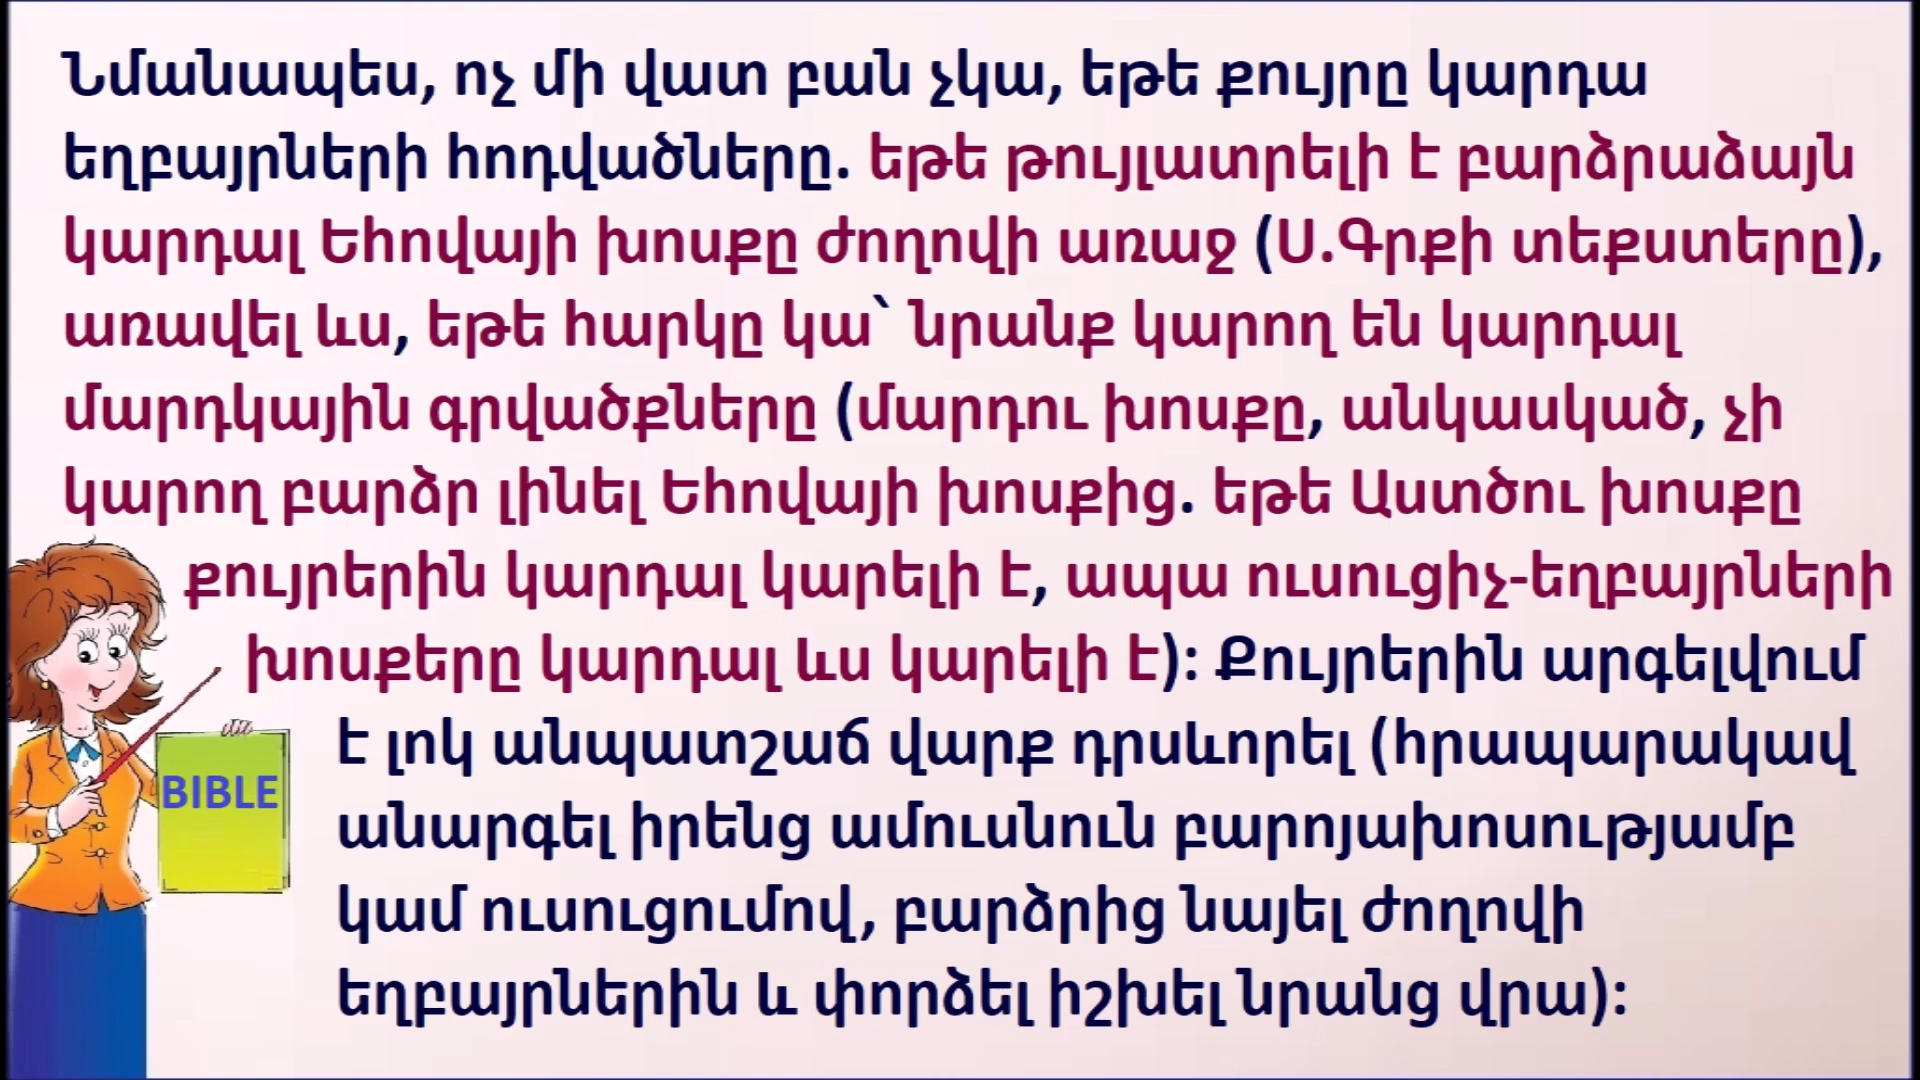 Նմանապես, ոչ մի վատ բան չկա, եթե քույրը կարդա
եղբայրների հոդվածները. եթե թույլատրելի է բարձրաձայն
կարդալ Եհովայի խոսքը ժողովի առաջ (Ս.Գրքի տեքստերը),
առավել ևս, եթե հարկը կա՝ նրանք կարող են կարդալ
մարդկային գրվածքները (մարդու խոսքը, անկասկած, չի
կարող բարձր լինել Եհովայի խոսքից. եթե Աստծու խոսքը
քույրերին կարդալ կարելի է, ապա ուսուցիչ-եղբայրների
խոսքերը կարդալ ևս կարելի է): Քույրերին արգելվում
է լոկ անպատշաճ վարք դրսևորել (հրապարակավ
անարգել իրենց ամուսնուն բարոյախոսությամբ
կամ ուսուցումով, բարձրից նայել ժողովի
եղբայրներին և փորձել իշխել նրանց վրա):
BIBLE